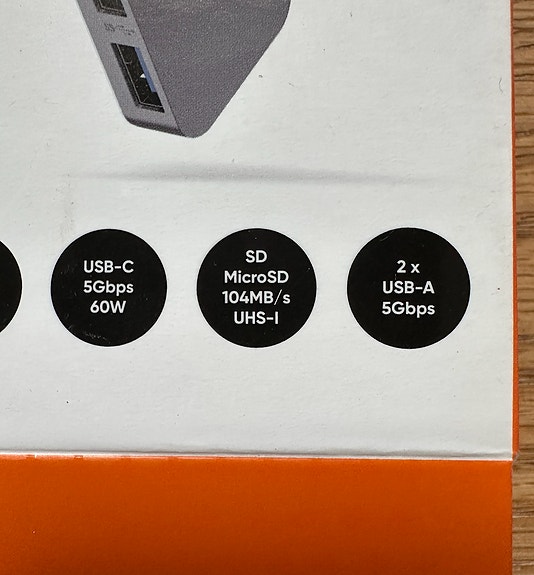 USB-C
5Gbps
60W
SD
MicroSD
104MB/s
UHS-I
2 x
USB-A
5Gbps